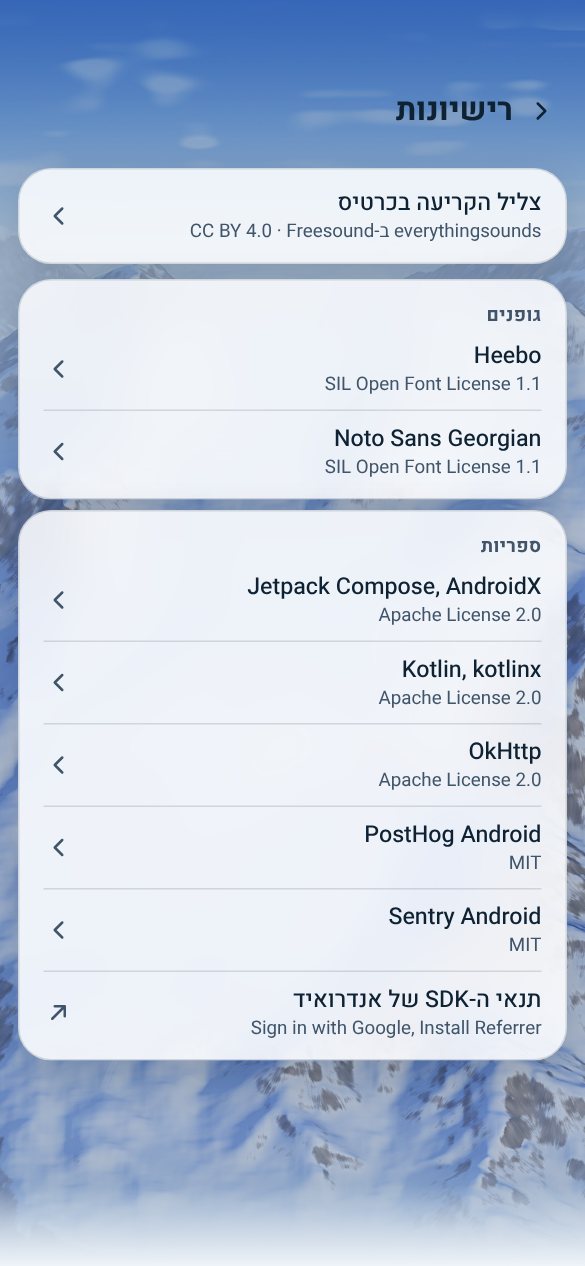 רישיונות
צליל הקריעה בכרטיס
everythingsounds ב-Freesound · CC BY 4.0
גופנים
Heebo
SIL Open Font License 1.1
Noto Sans Georgian
SIL Open Font License 1.1
ספריות
Jetpack Compose, AndroidX
Apache License 2.0
Kotlin, kotlinx
Apache License 2.0
OkHttp
Apache License 2.0
PostHog Android
MIT
Sentry Android
MIT
תנאי ה-SDK של אנדרואיד
Sign in with Google, Install Referrer